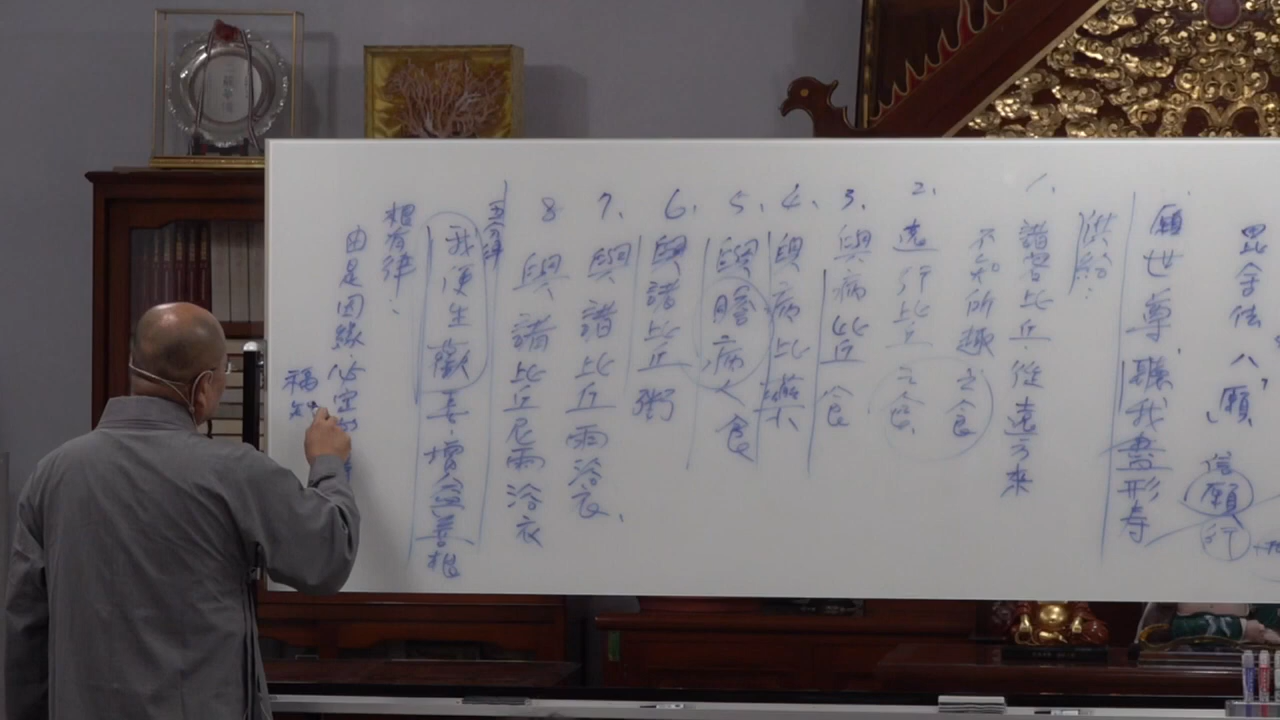 毘舍佉八願
信願行
願世尊聽我盡形壽
供給：
1. 諸客比丘從遠方來
不知所趣之食
2. 遠行比丘之食
3. 與病比丘食
4. 與病比丘藥
5. 與瞻病人食
6. 與諸比丘粥
7. 與諸比丘雨浴衣、
8 與諸比丘尼雨浴衣
五分律
我便生歡喜、增益善根
根有律：
由是因緣、必定
福